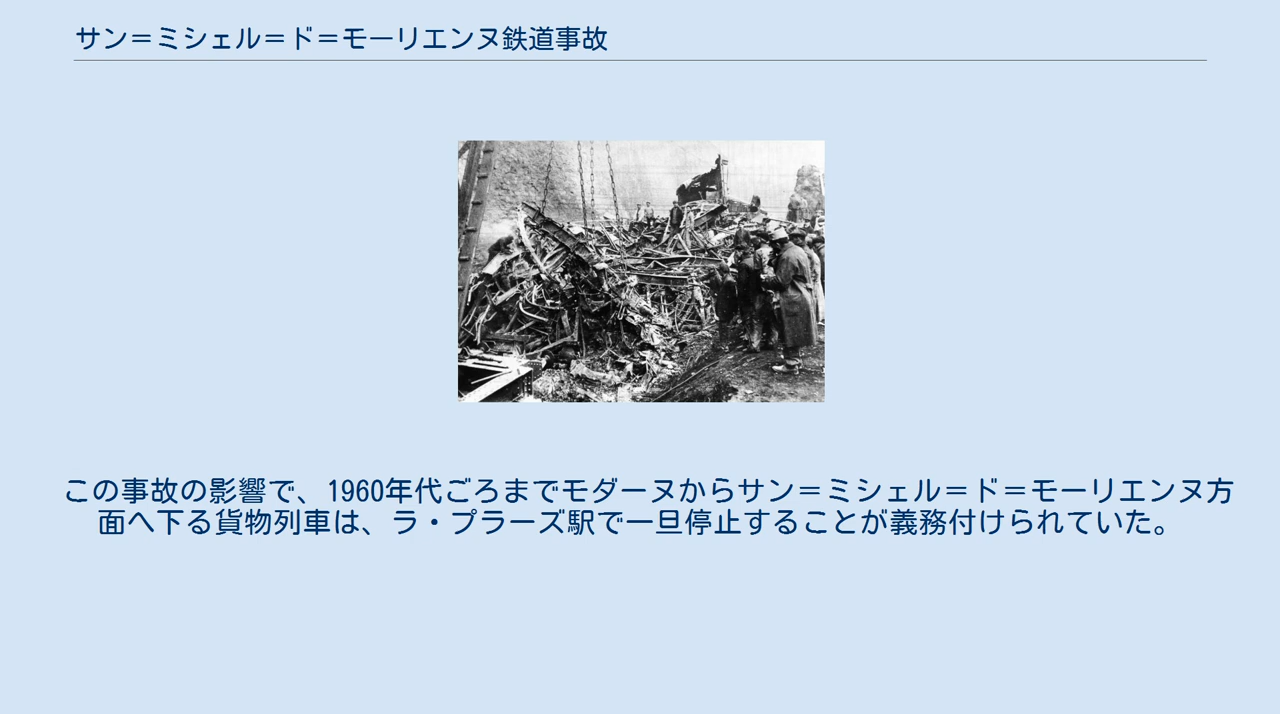 サン＝ミシェル＝ド＝モーリエンヌ鉄道事故
この事故の影響で、1960年代ごろまでモダーヌからサン＝ミシェル＝ド＝モーリエンヌ方
面へ下る貨物列車は、ラ・プラーズ駅で一旦停止することが義務付けられていた。